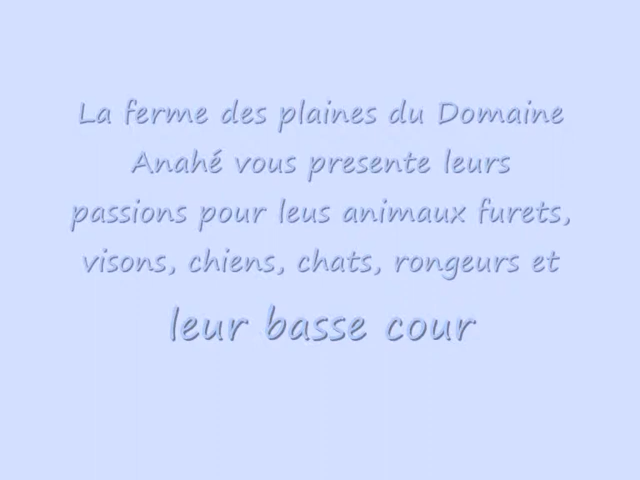 La ferme des plaines du Domaine
Anahé vous presente leurs
passions pour leus animaux furets,
visons, chiens, chats, rongeurs et
leur basse cour